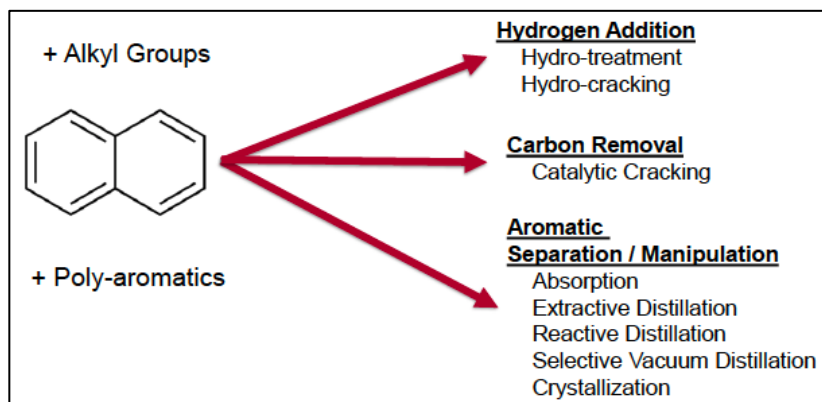 + Alkyl Groups
+ Poly-aromatics
Hydrogen Addition
Hydro-treatment
Hydro-cracking
Carbon Removal
Catalytic Cracking
Aromatic
Separation / Manipulation
Absorption
Extractive Distillation
Reactive Distillation
Selective Vacuum Distillation
Crystallization